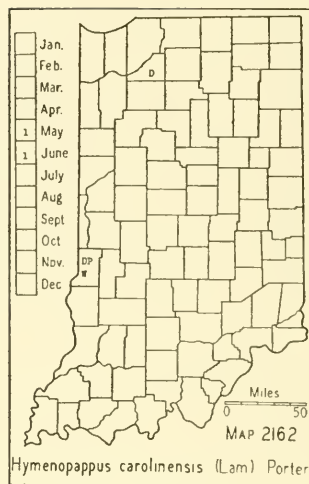 Jan.
Feb.
Mar.
Apr.
1 May
1 June
July
Aug
Sept
Oct
Nov.
Dec
D
DP
W
Miles
0 50
MAP 2162
Hymenopappus carolinensis (Lam) Porter